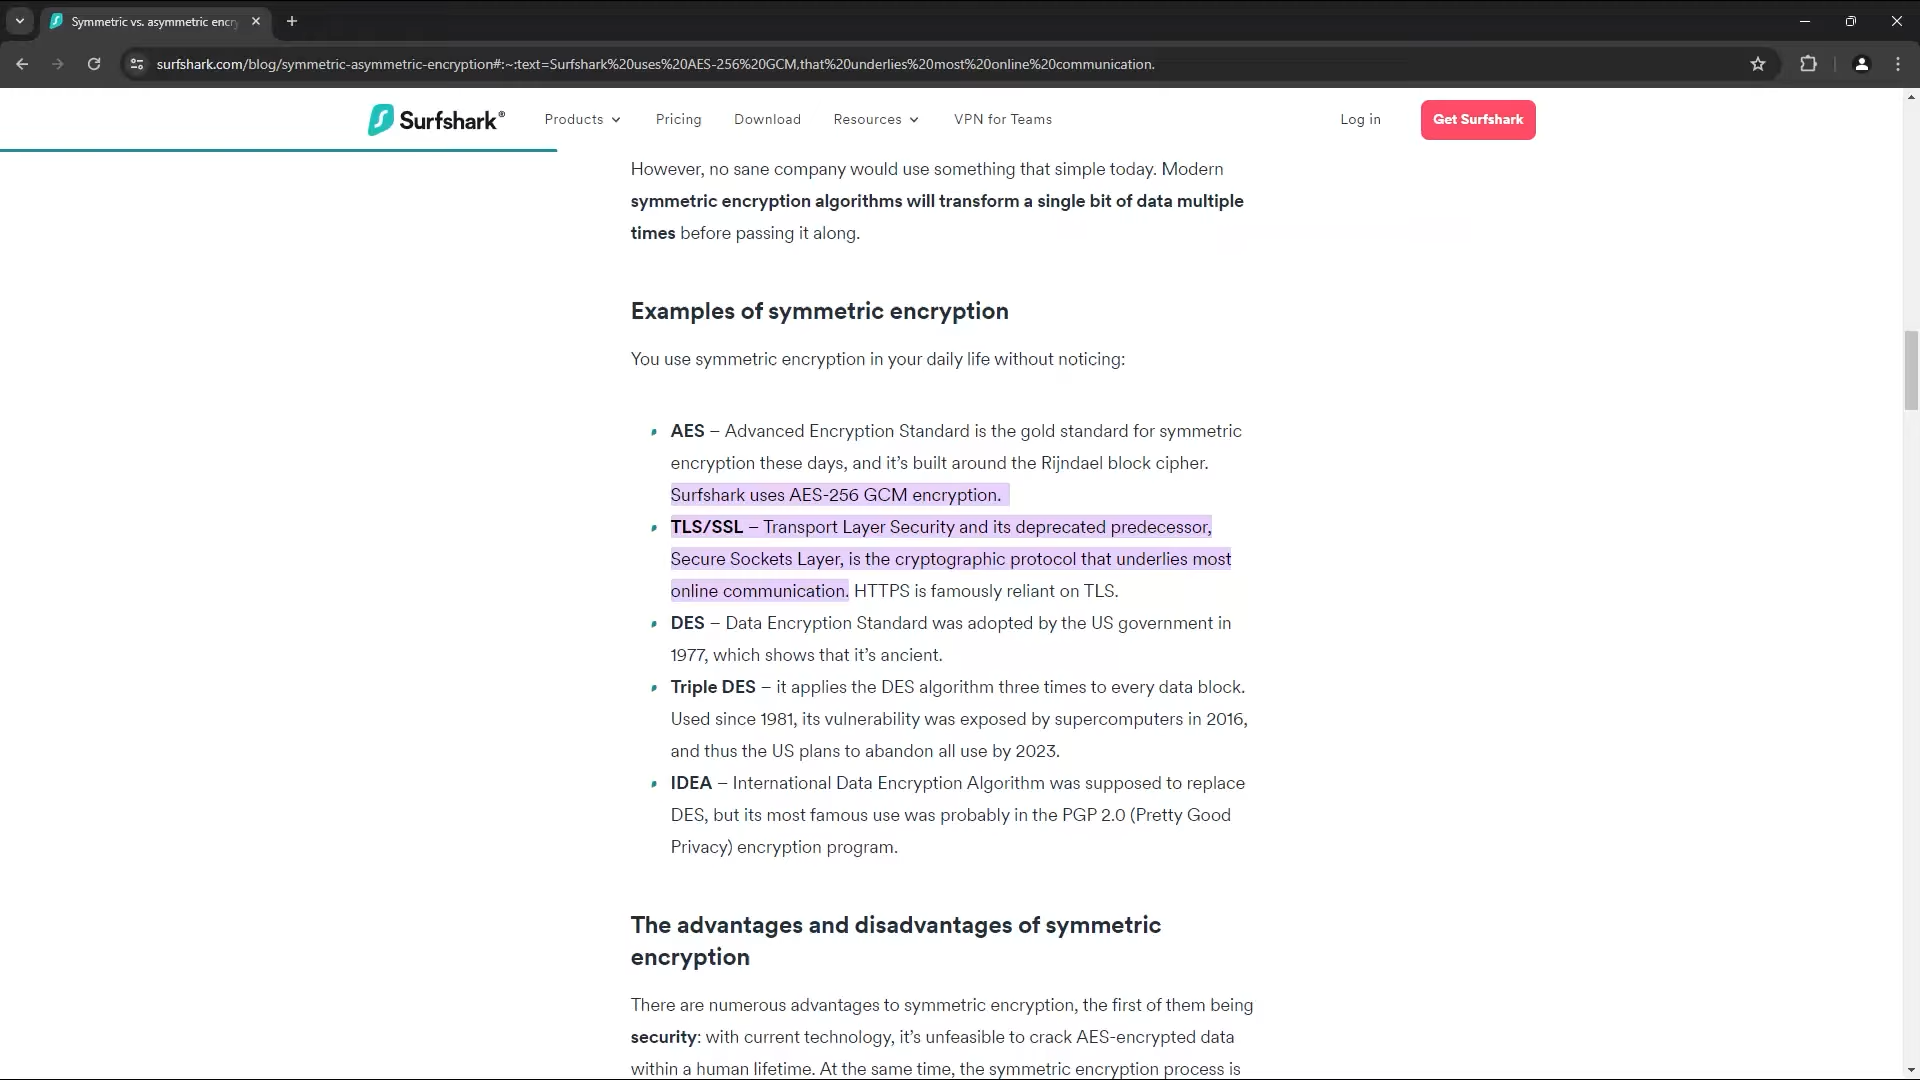 Symmetric vs. asymmetric encry
surfshark.com/blog/symmetric-asymmetric-encryption#:~:text=Surfshark%20uses%20AES-256%20GCM,that%20underlies%20most%20online%20communication.
Surfshark®
Products
Pricing
Download
Resources
VPN for Teams
Log in
Get Surfshark
However, no sane company would use something that simple today. Modern
symmetric encryption algorithms will transform a single bit of data multiple
times before passing it along.
Examples of symmetric encryption
You use symmetric encryption in your daily life without noticing:
AES – Advanced Encryption Standard is the gold standard for symmetric
encryption these days, and it’s built around the Rijndael block cipher.
Surfshark uses AES-256 GCM encryption.
TLS/SSL – Transport Layer Security and its deprecated predecessor,
Secure Sockets Layer, is the cryptographic protocol that underlies most
online communication. HTTPS is famously reliant on TLS.
DES – Data Encryption Standard was adopted by the US government in
1977, which shows that it’s ancient.
Triple DES – it applies the DES algorithm three times to every data block.
Used since 1981, its vulnerability was exposed by supercomputers in 2016,
and thus the US plans to abandon all use by 2023.
IDEA – International Data Encryption Algorithm was supposed to replace
DES, but its most famous use was probably in the PGP 2.0 (Pretty Good
Privacy) encryption program.
The advantages and disadvantages of symmetric
encryption
There are numerous advantages to symmetric encryption, the first of them being
security: with current technology, it’s unfeasible to crack AES-encrypted data
within a human lifetime. At the same time, the symmetric encryption process is